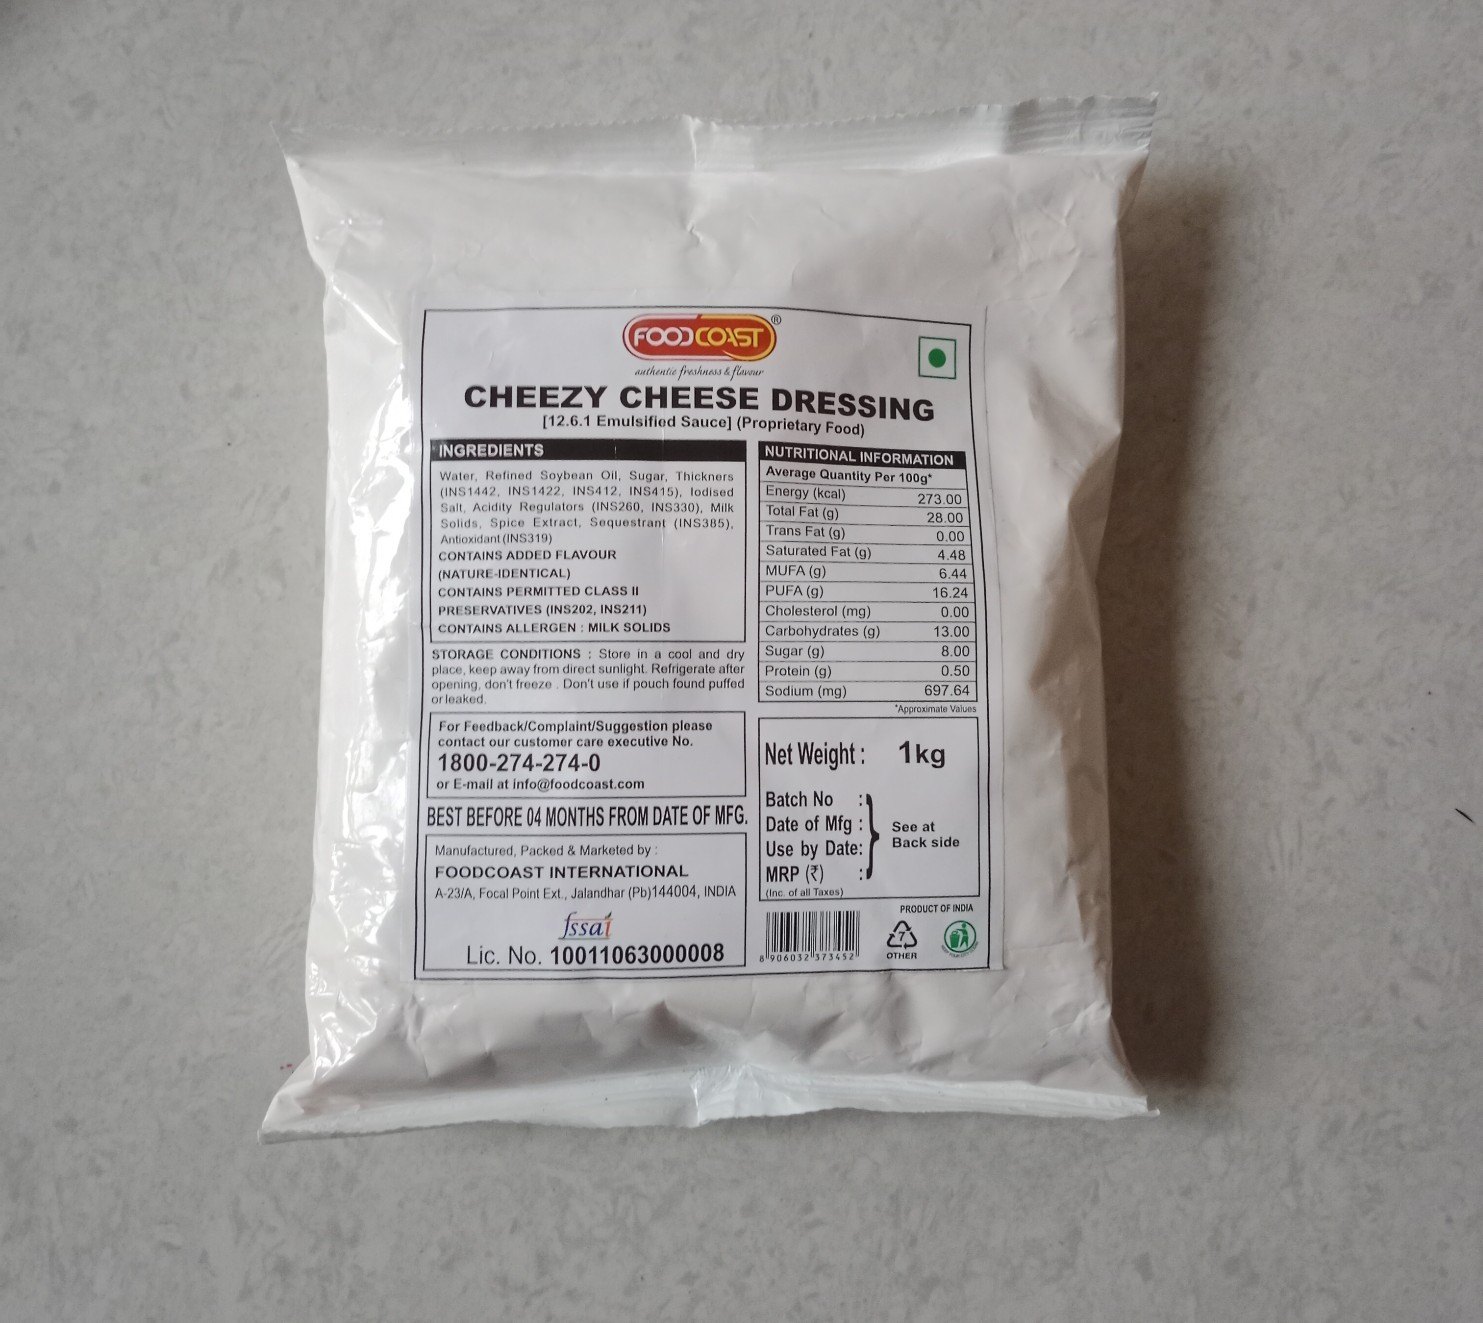 FOODCOAST®
authentic freshness & flavour
CHEEZY CHEESE DRESSING
[12.6.1 Emulsified Sauce] (Proprietary Food)
INGREDIENTS
Water, Refined Soybean Oil, Sugar, Thickners
(INS1442, INS1422, INS412, INS415), Iodised
Salt, Acidity Regulators (INS260, INS330), Milk
Solids, Spice Extract, Sequestrant (INS385),
Antioxidant (INS319)
CONTAINS ADDED FLAVOUR
(NATURE-IDENTICAL)
CONTAINS PERMITTED CLASS II
PRESERVATIVES (INS202, INS211)
CONTAINS ALLERGEN : MILK SOLIDS
STORAGE CONDITIONS : Store in a cool and dry
place, keep away from direct sunlight. Refrigerate after
opening, don't freeze . Don't use if pouch found puffed
or leaked.
For Feedback/Complaint/Suggestion please
contact our customer care executive No.
1800-274-274-0
or E-mail at info@foodcoast.com
BEST BEFORE 04 MONTHS FROM DATE OF MFG.
Manufactured, Packed & Marketed by :
FOODCOAST INTERNATIONAL
A-23/A, Focal Point Ext., Jalandhar (Pb)144004, INDIA
fssai
Lic. No. 10011063000008
NUTRITIONAL INFORMATION
Average Quantity Per 100g*
Energy (kcal) 273.00
Total Fat (g) 28.00
Trans Fat (g) 0.00
Saturated Fat (g) 4.48
MUFA (g) 6.44
PUFA (g) 16.24
Cholesterol (mg) 0.00
Carbohydrates (g) 13.00
Sugar (g) 8.00
Protein (g) 0.50
Sodium (mg) 697.64
*Approximate Values
Net Weight : 1kg
Batch No :
Date of Mfg :
Use by Date:
MRP (₹) :
(Inc. of all Taxes)
See at
Back side
PRODUCT OF INDIA
8 906032 373452
7
OTHER